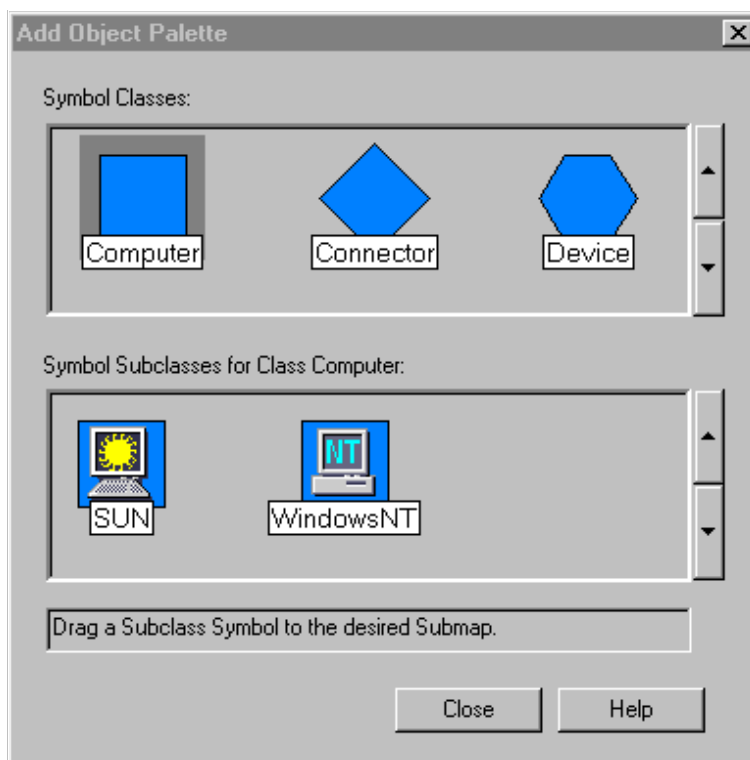 Add Object Palette
Symbol Classes:
Computer Connector Device
Symbol Subclasses for Class Computer:
NT
SUN WindowsNT
Drag a Subclass Symbol to the desired Submap.
Close Help